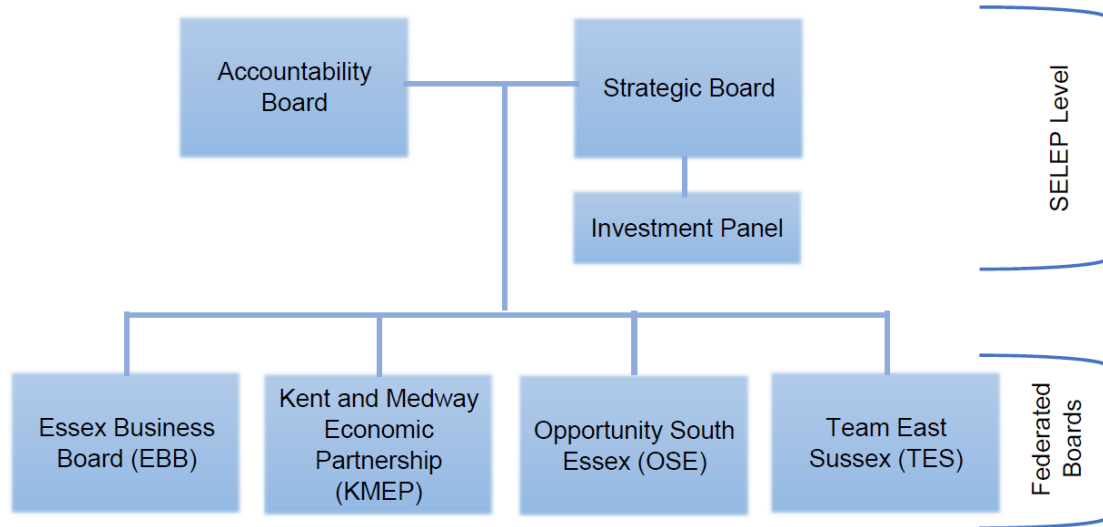 Accountability
Board
Strategic Board
Investment Panel
SELEP Level
Essex Business
Board (EBB)
Kent and Medway
Economic
Partnership
(KMEP)
Opportunity South
Essex (OSE)
Team East
Sussex (TES)
Federated
Boards